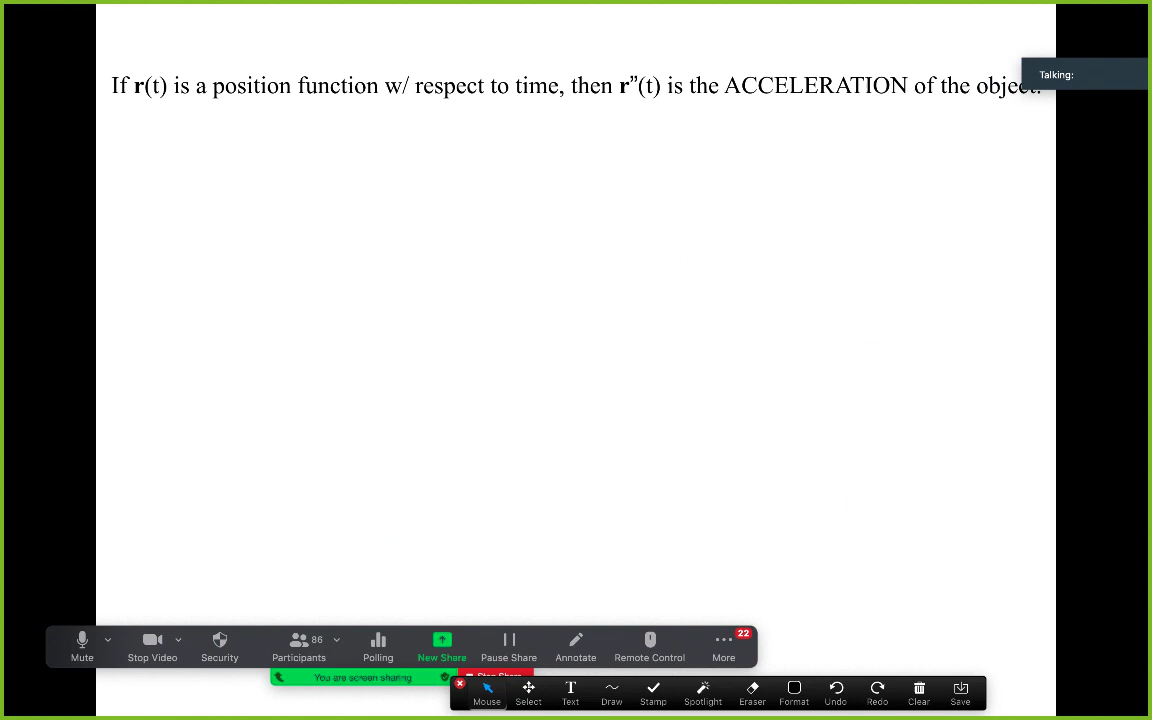 If r(t) is a position function w/ respect to time, then r”(t) is the ACCELERATION of the object.
Talking:
86
22
Mute Stop Video Security Participants Polling New Share Pause Share Annotate Remote Control More
You are screen sharing Stop Share
Mouse Select Text Draw Stamp Spotlight Eraser Format Undo Redo Clear Save